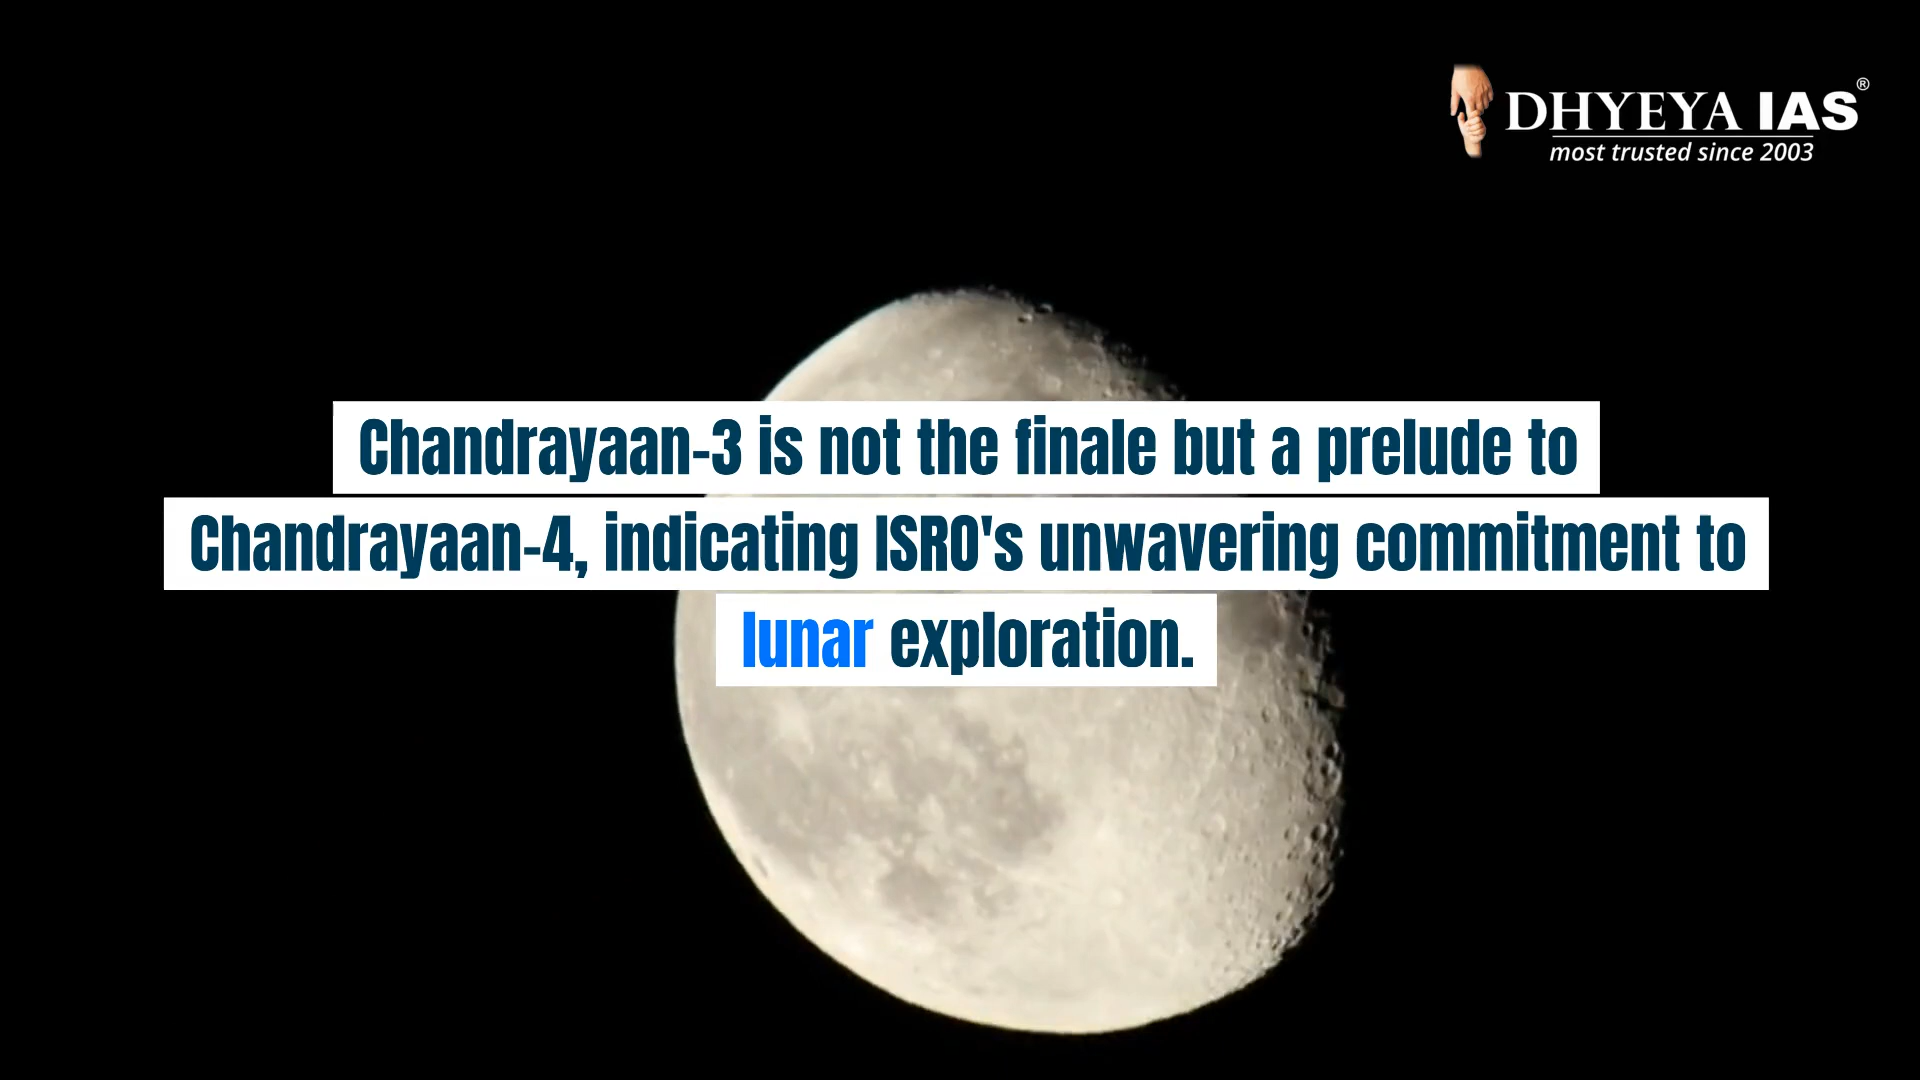 DHYEYA IAS®
most trusted since 2003
Chandrayaan-3 is not the finale but a prelude to
Chandrayaan-4, indicating ISRO's unwavering commitment to
lunar exploration.